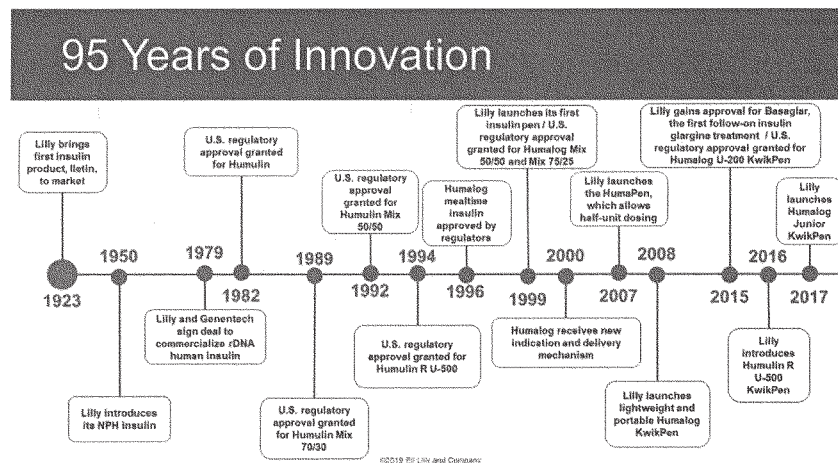 95 Years of Innovation
Lilly brings
first insulin
product, Iletin,
to market
U.S. regulatory
approval granted
for Humulin
U.S. regulatory
approval
granted for
Humulin Mix
50/50
Humalog
mealtime
insulin
approved by
regulators
Lilly launches its first
insulin pen / U.S.
regulatory approval
granted for Humalog Mix
50/50 and Mix 75/25
Lilly launches
the HumaPen,
which allows
half-unit dosing
Lilly gains approval for Basaglar,
the first follow-on insulin
glargine treatment / U.S.
regulatory approval granted for
Humalog U-200 KwikPen
Lilly
launches
Humalog
Junior
KwikPen
1950
1979
1989
1994
2000
2008
2016
1923
1982
1992
1996
1999
2007
2015
2017
Lilly introduces
its NPH insulin
Lilly and Genentech
sign deal to
commercialize rDNA
human insulin
U.S. regulatory
approval granted
for Humulin Mix
70/30
U.S. regulatory
approval granted for
Humulin R U-500
Humalog receives new
indication and delivery
mechanism
Lilly launches
lightweight and
portable Humalog
KwikPen
Lilly
introduces
Humulin R
U-500
KwikPen
©2019 Eli Lilly and Company